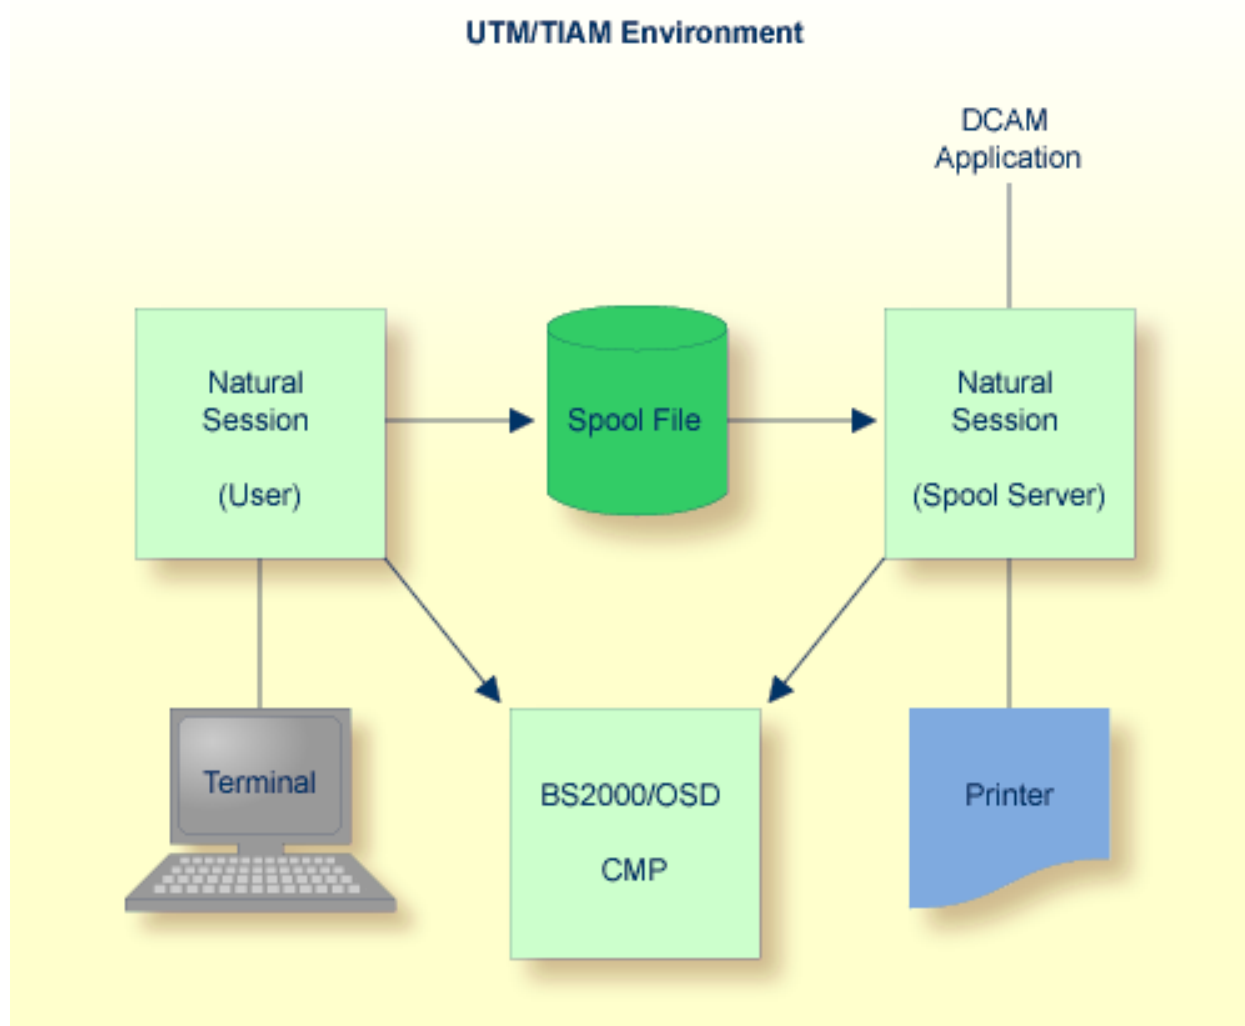 UTM/TIAM Environment
DCAM
Application
Natural
Session
(User)
Spool File
Natural
Session
(Spool Server)
Terminal
BS2000/OSD
CMP
Printer